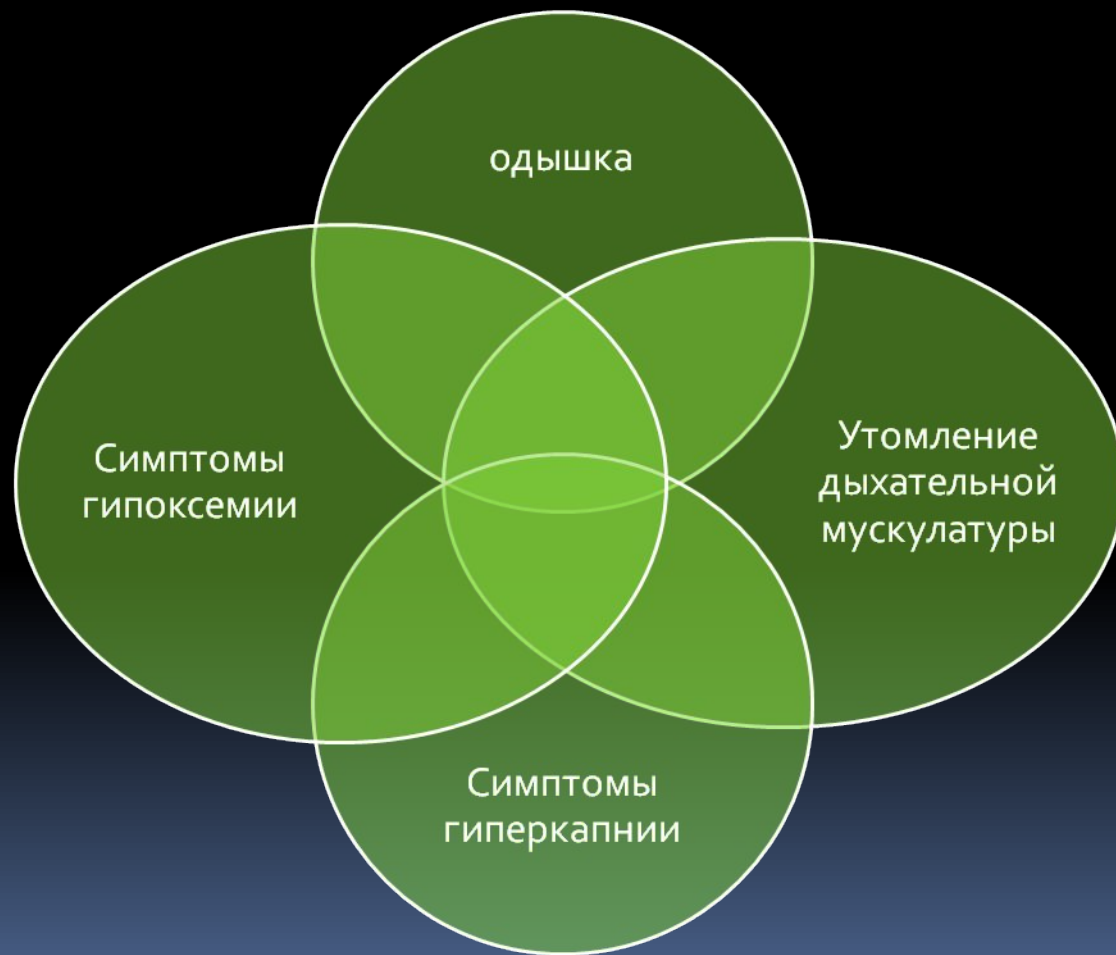 одышка
Симптомы
гипоксемии
Утомление
дыхательной
мускулатуры
Симптомы
гиперкапнии